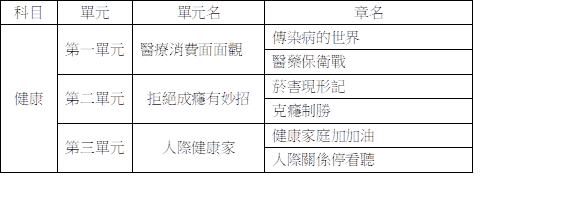 科目 單元 單元名 章名
健康 第一單元 醫療消費面面觀 傳染病的世界
醫藥保衛戰
第二單元 拒絕成癮有妙招 菸害現形記
克癮制勝
第三單元 人際健康家 健康家庭加加油
人際關係停看聽